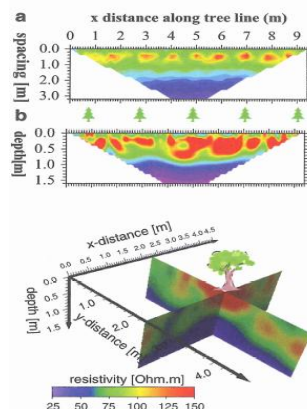 a
x distance along tree line (m)
0 1 2 3 4 5 6 7 8 9
spacing [m]
0.0
1.0
2.0
3.0
b
depth[m]
0.0
0.5
1.0
1.5
x-distance [m]
0.0 0.5 1.0 1.5 2.0 2.5 3.0 3.5 4.0 4.5
depth [m]
0.0
0.5
1.0
1.5
y-distance [m]
1.0
2.0
4.0
resistivity [Ohm.m]
25 50 75 100 125 150